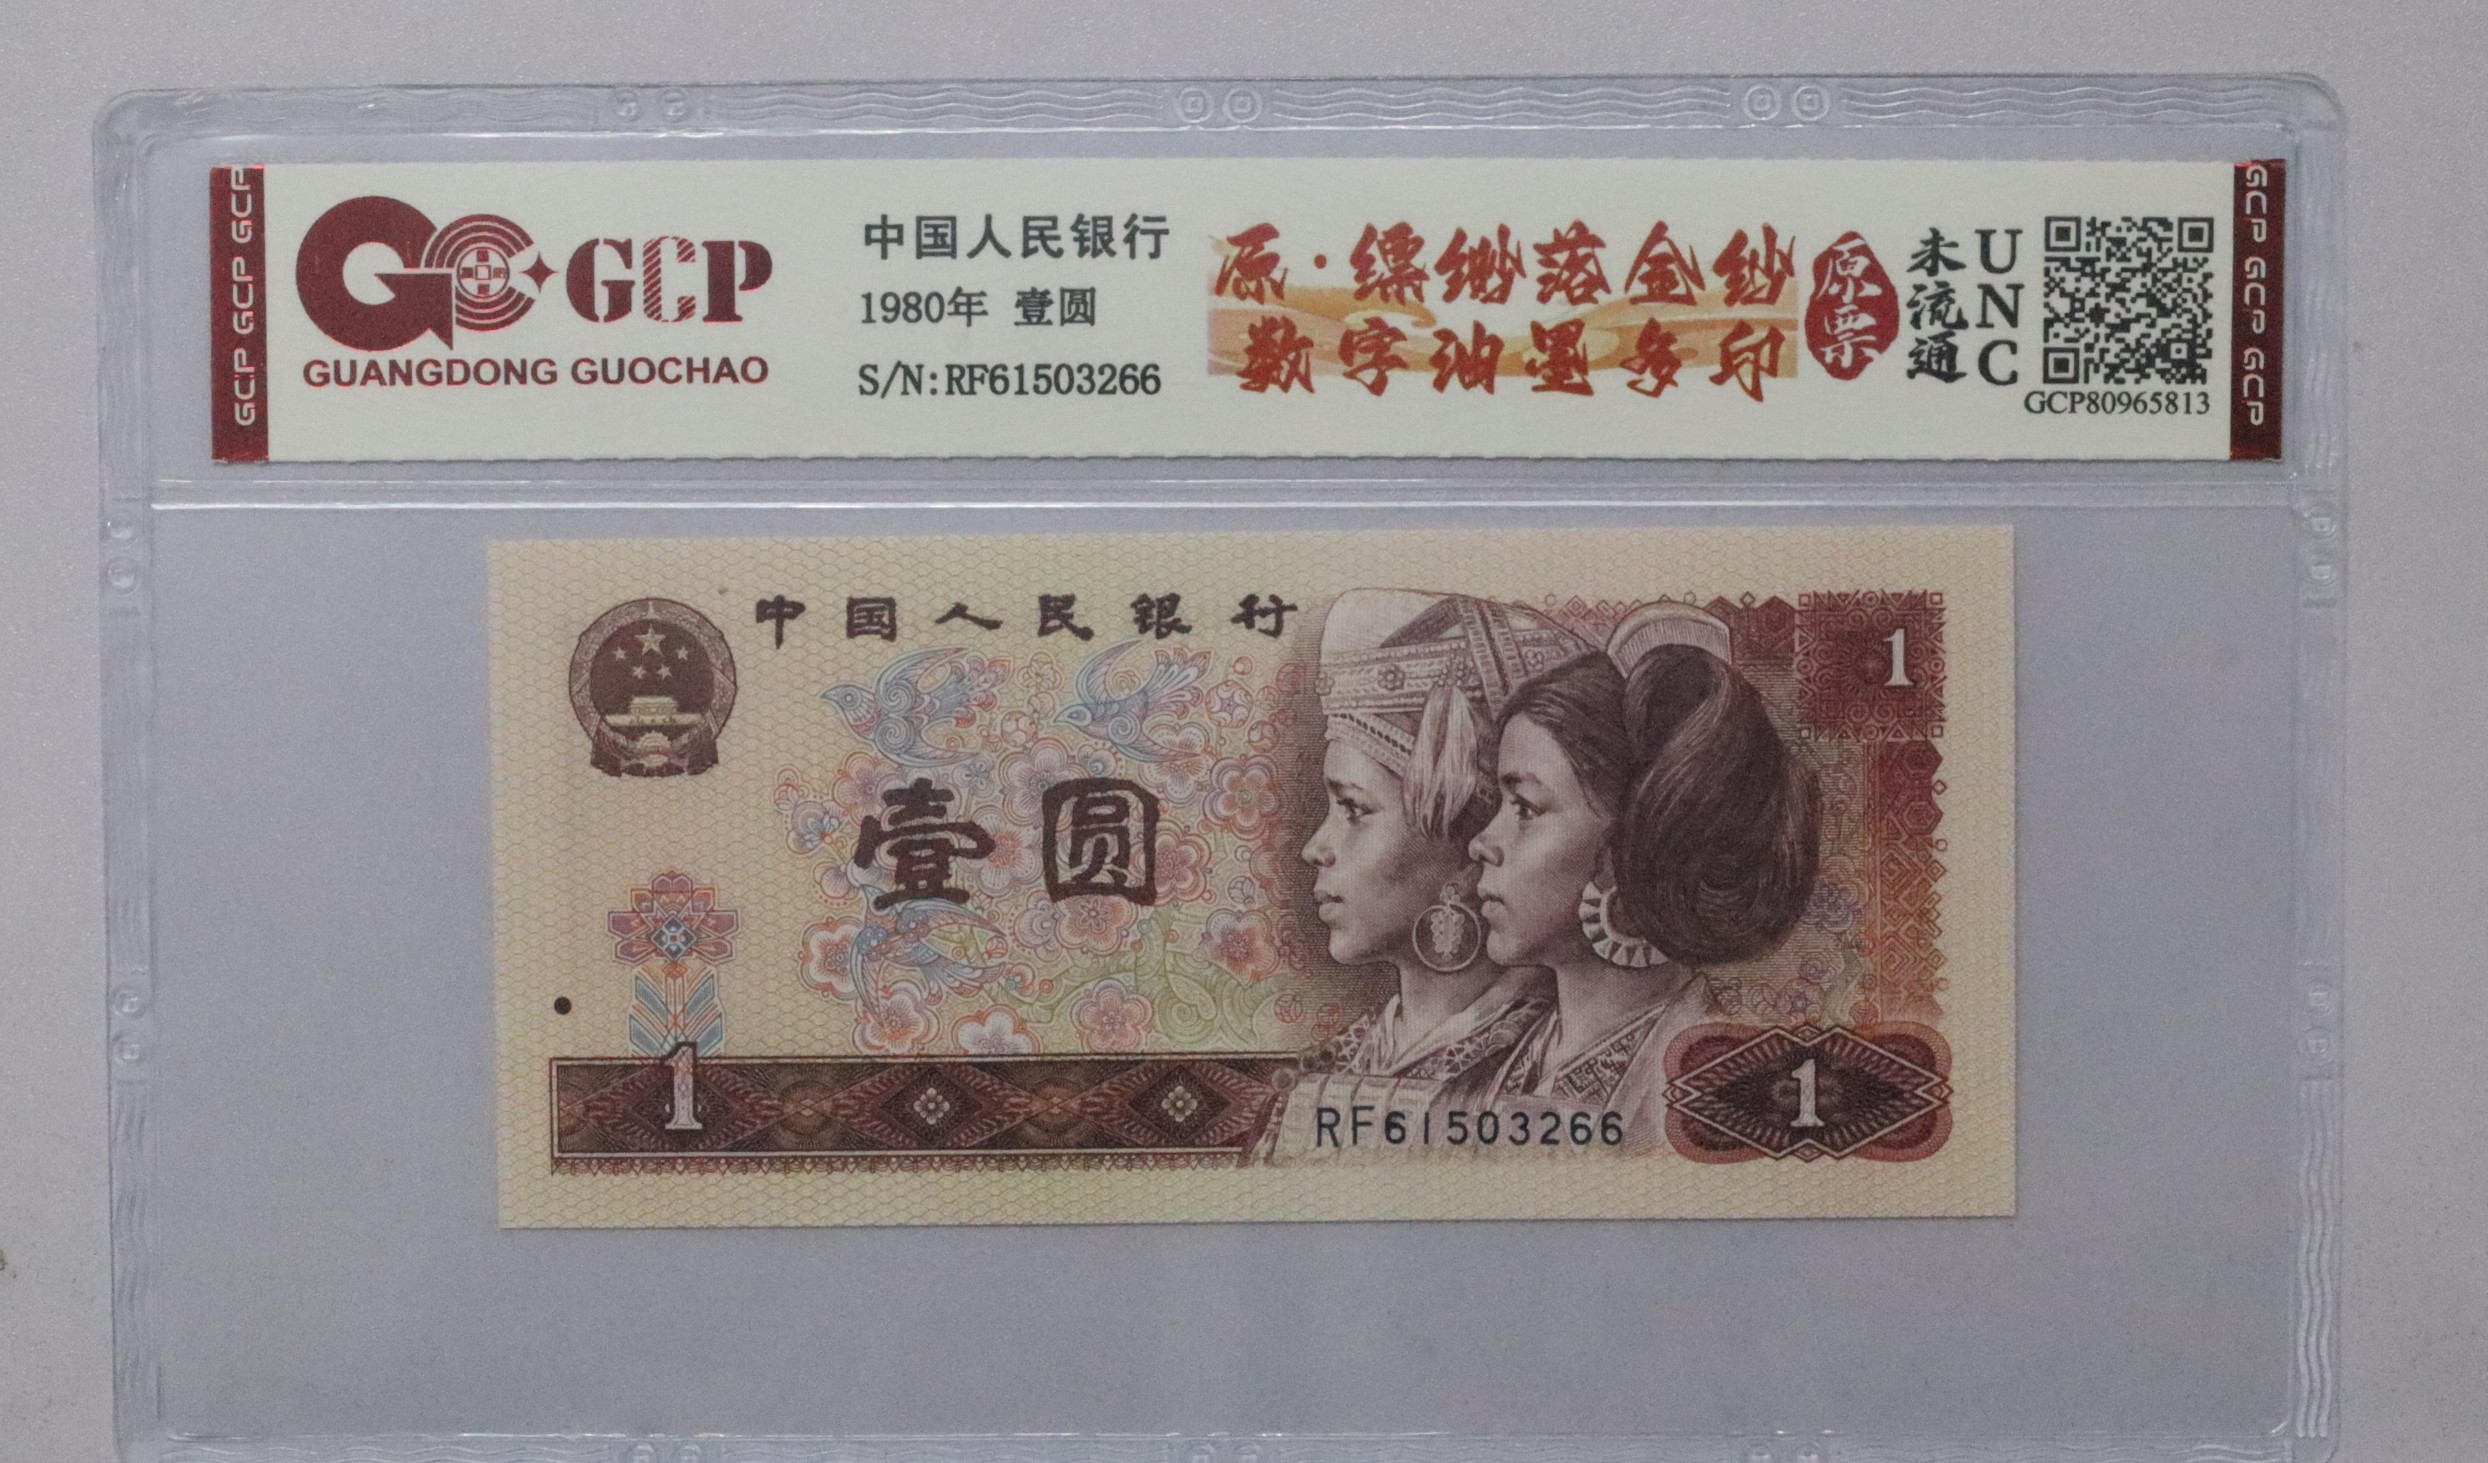 GCP GCP GCP
GCP
GUANGDONG GUOCHAO
中国人民银行
1980年 壹圆
S/N:RF61503266
原·缥缈落金纱
数字油墨多印
原票
未流通
UNC
GCP80965813
GCP GCP GCP
中国人民银行
1
壹圆
1
RF61503266
1